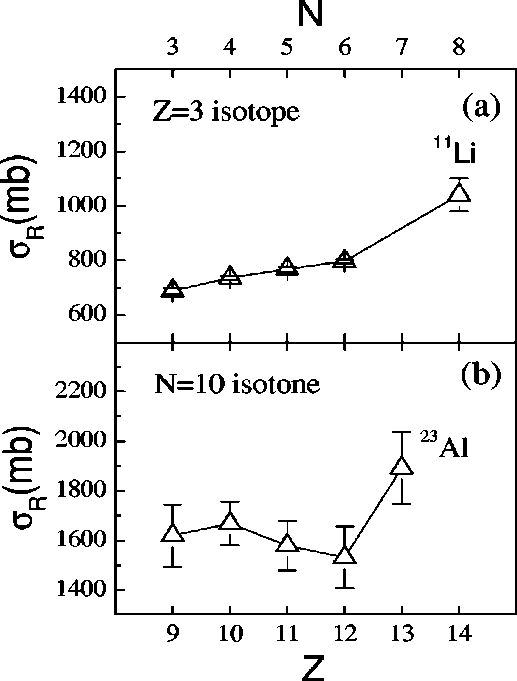 N
3 4 5 6 7 8
1400
Z=3 isotope (a)
1200
¹¹Li
1000
σR(mb)
800
600
(b)
N=10 isotone
2200
2000
²³Al
σR(mb)
1800
1600
1400
9 10 11 12 13 14
Z